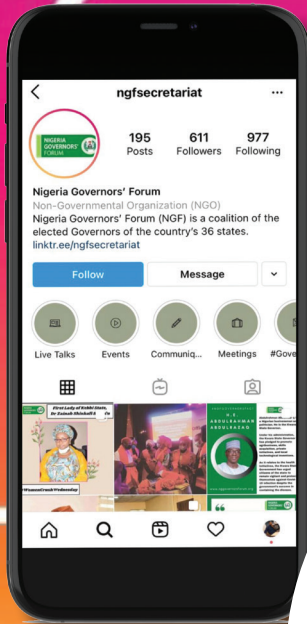 ngfsecretariat
NIGERIA
GOVERNORS'
FORUM
195 611 977
Posts Followers Following
Nigeria Governors' Forum
Non-Governmental Organization (NGO)
Nigeria Governors' Forum (NGF) is a coalition of the
elected Governors of the country's 36 states.
linktr.ee/ngfsecretariat
Follow Message
Live Talks Events Communiq... Meetings #Gove
First Lady of Kebbi State,
Dr Zainab Shinkafi
#WomenCrushWednesday
H.E.
ABDULRAHMAN
ABDULRAZAQ